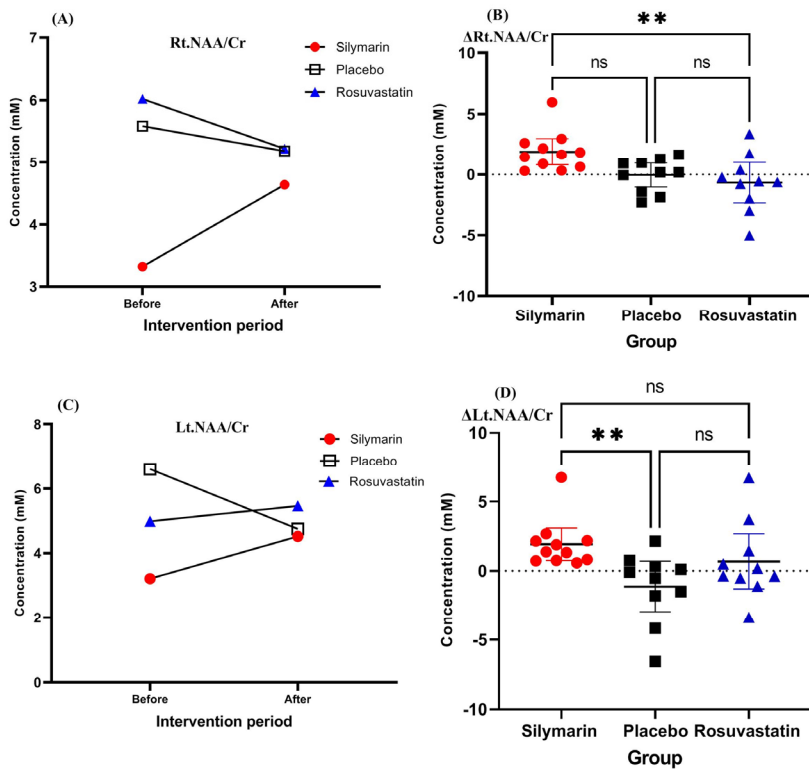 (A)
Rt.NAA/Cr
Silymarin
Placebo
Rosuvastatin
Concentration (mM)
7
6
5
4
3
Before
After
Intervention period
(B)
ΔRt.NAA/Cr
**
ns
ns
Concentration (mM)
10
5
0
-5
-10
Silymarin
Placebo
Rosuvastatin
Group
(C)
Lt.NAA/Cr
Silymarin
Placebo
Rosuvastatin
Concentration (mM)
8
6
4
2
0
Before
After
Intervention period
(D)
ΔLt.NAA/Cr
ns
**
ns
Concentration (mM)
10
5
0
-5
-10
Silymarin
Placebo
Rosuvastatin
Group